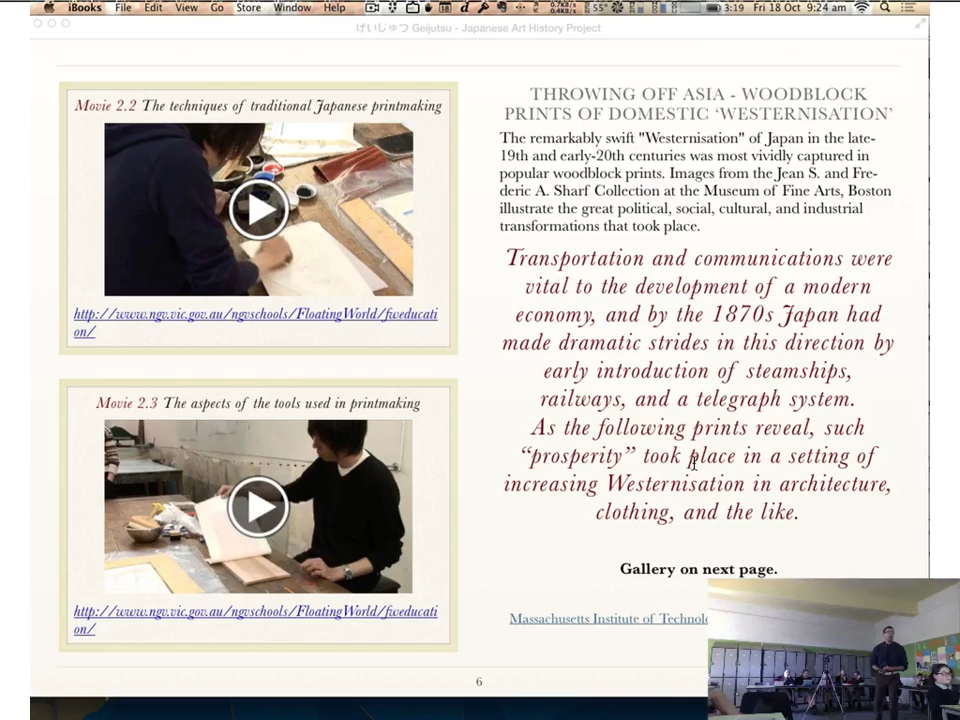 iBooks File Edit View Go Store Window Help 0.7KB/s 0.4KB/s 55° 3:19 Fri 18 Oct 9:24 am
げいじゅつ Geijutsu - Japanese Art History Project
Movie 2.2 The techniques of traditional Japanese printmaking
http://www.ngv.vic.gov.au/ngvschools/FloatingWorld/fweducati
on/
Movie 2.3 The aspects of the tools used in printmaking
http://www.ngv.vic.gov.au/ngvschools/FloatingWorld/fweducati
on/
THROWING OFF ASIA - WOODBLOCK
PRINTS OF DOMESTIC ‘WESTERNISATION’
The remarkably swift "Westernisation" of Japan in the late-
19th and early-20th centuries was most vividly captured in
popular woodblock prints. Images from the Jean S. and Fre-
deric A. Sharf Collection at the Museum of Fine Arts, Boston
illustrate the great political, social, cultural, and industrial
transformations that took place.
Transportation and communications were
vital to the development of a modern
economy, and by the 1870s Japan had
made dramatic strides in this direction by
early introduction of steamships,
railways, and a telegraph system.
As the following prints reveal, such
“prosperity” took place in a setting of
increasing Westernisation in architecture,
clothing, and the like.
Gallery on next page.
Massachusetts Institute of Technolo
6